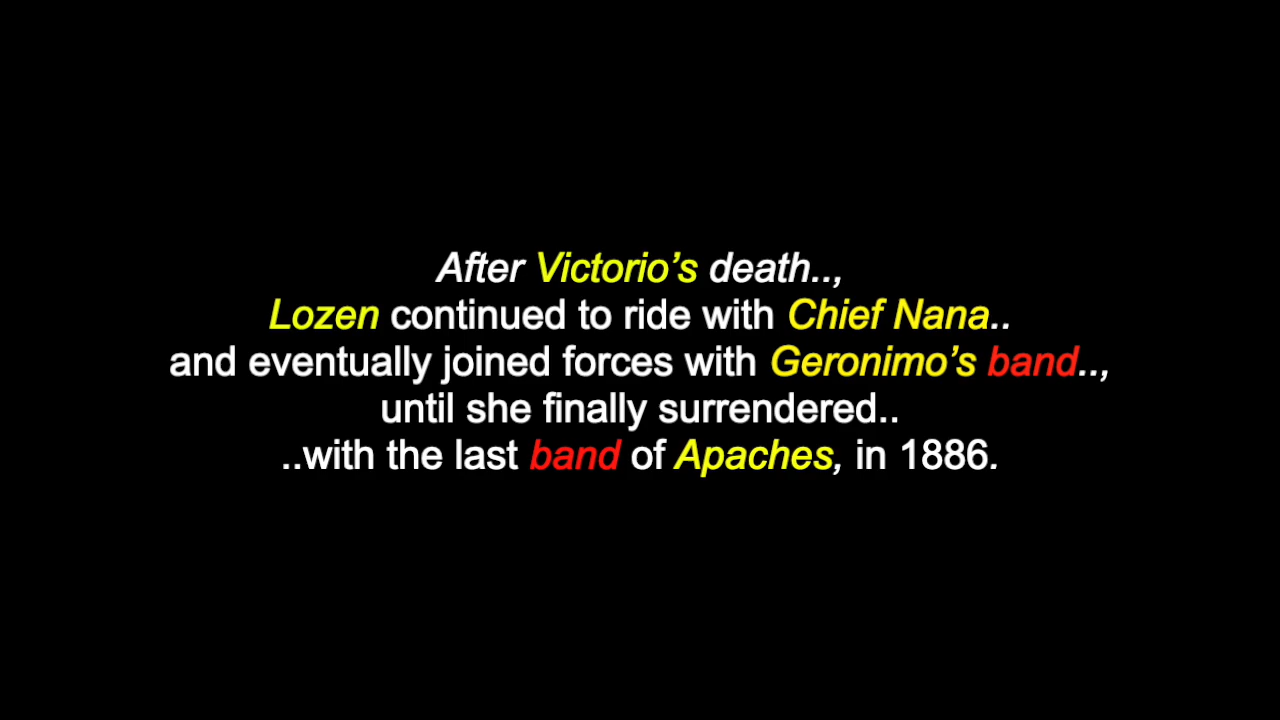 After Victorio’s death..,
Lozen continued to ride with Chief Nana..
and eventually joined forces with Geronimo’s band..,
until she finally surrendered..
..with the last band of Apaches, in 1886.